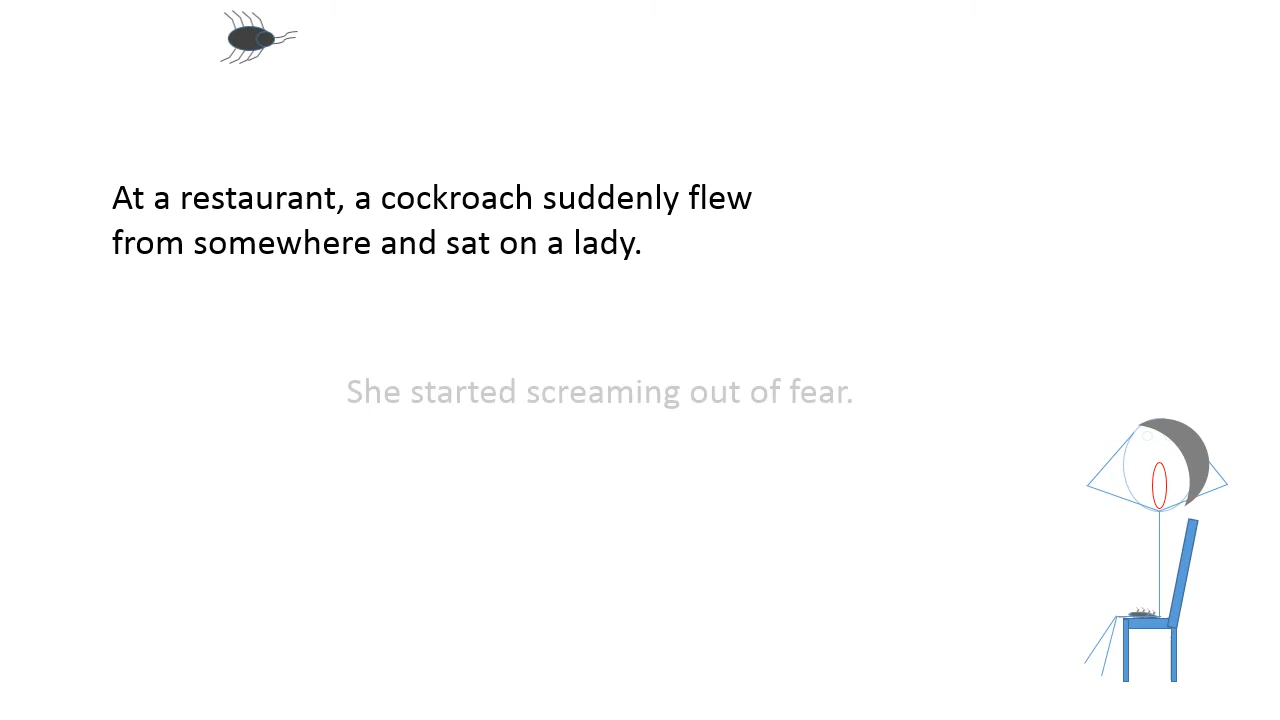 At a restaurant, a cockroach suddenly flew
from somewhere and sat on a lady.
She started screaming out of fear.